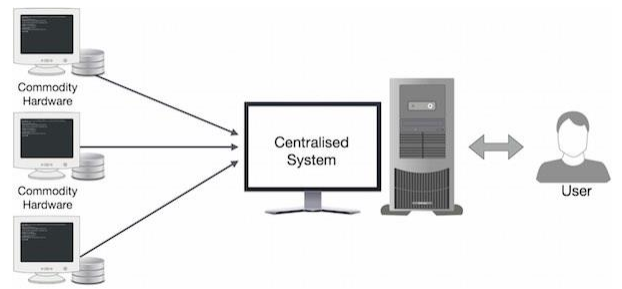 Commodity
Hardware
Commodity
Hardware
Centralised
System
User